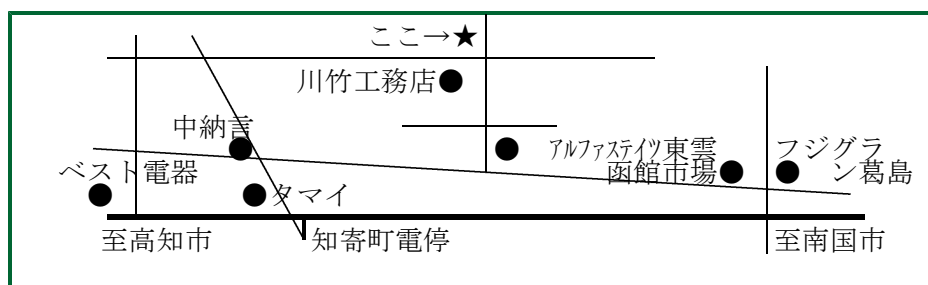 ここ→★
川竹工務店●
中納言
ｱﾙﾌｧｽﾃｲﾂ東雲
フジグラ
ン葛島
函館市場
ベスト電器
タマイ
至高知市
知寄町電停
至南国市